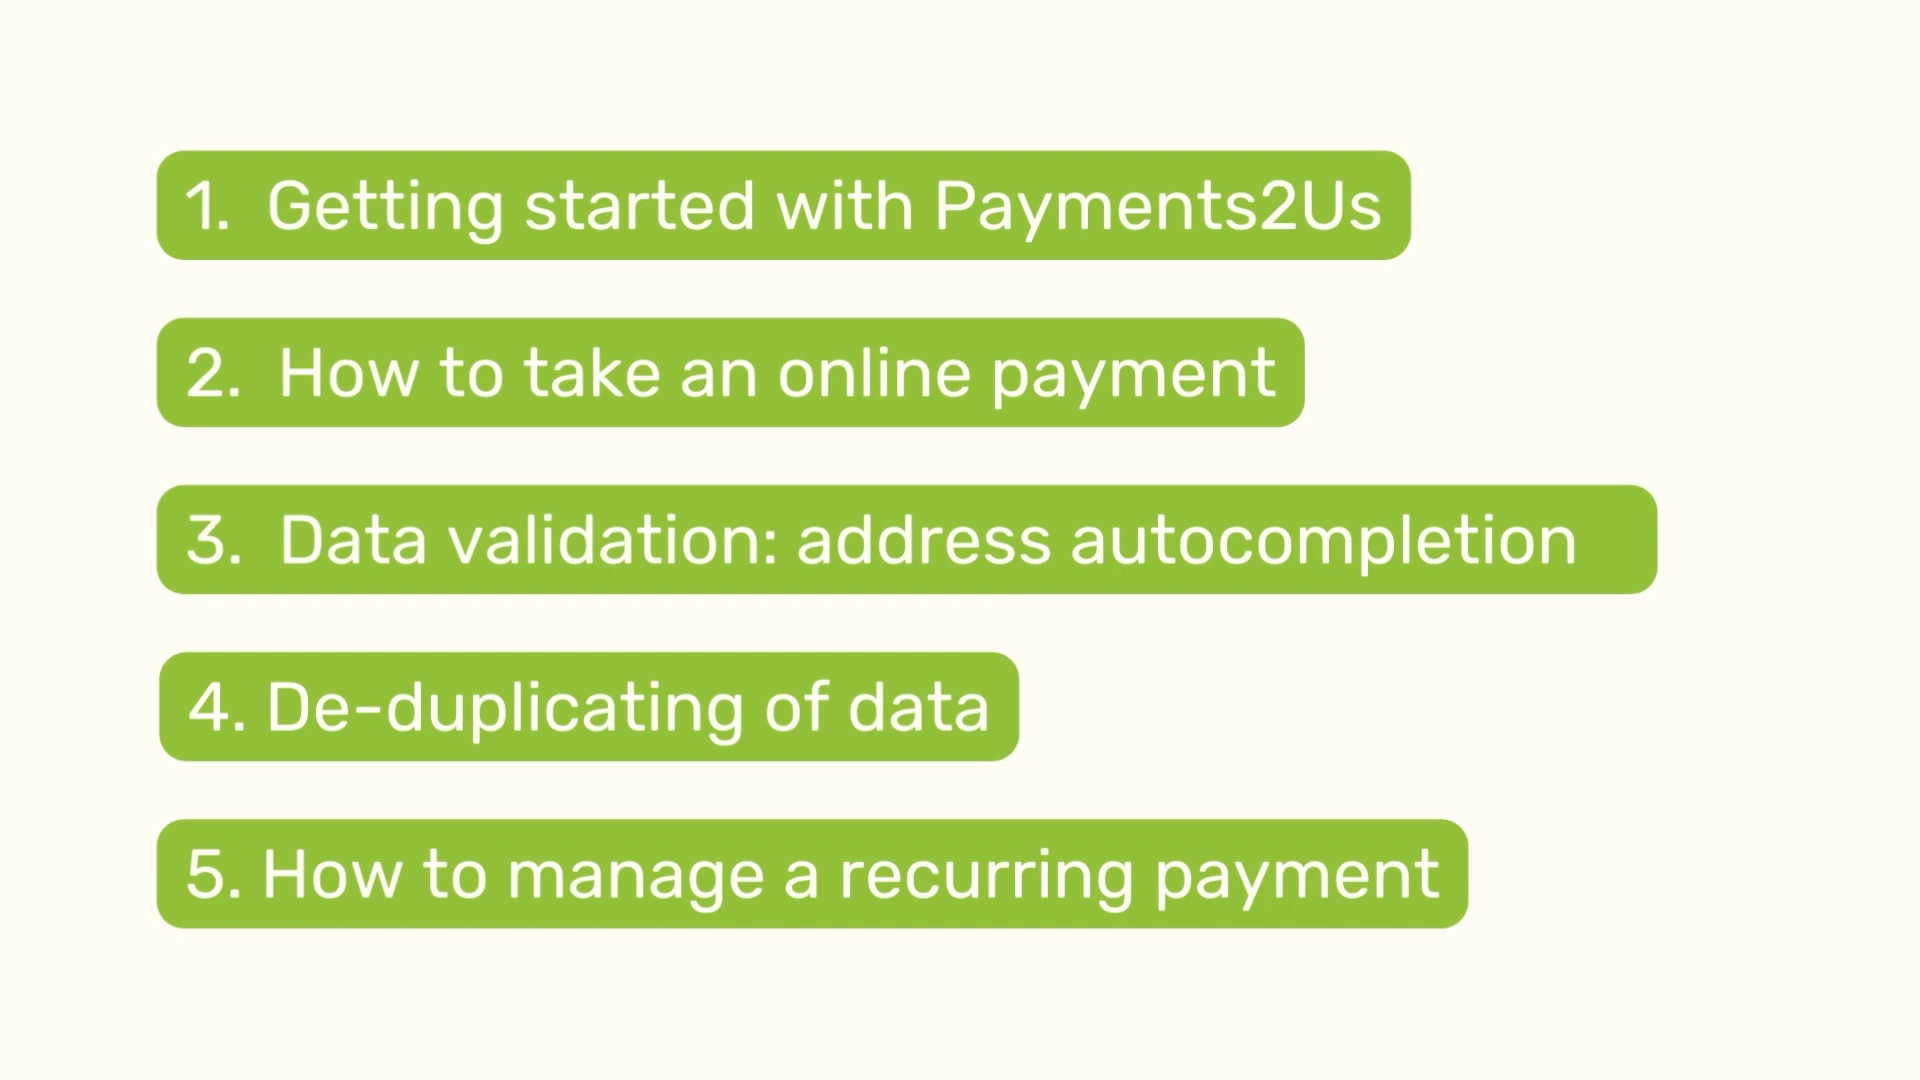 1. Getting started with Payments2Us
2. How to take an online payment
3. Data validation: address autocompletion
4. De-duplicating of data
5. How to manage a recurring payment